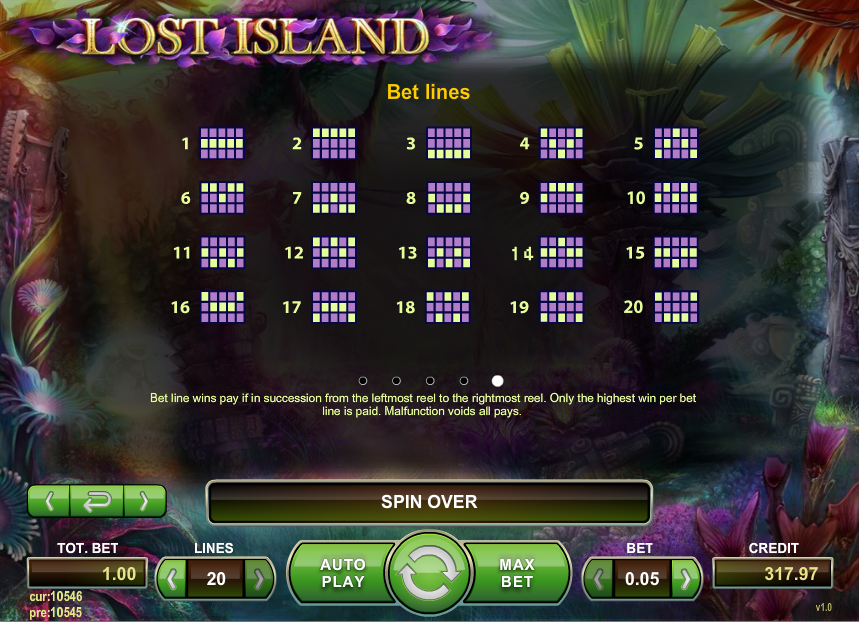 LOST ISLAND
Bet lines
1 2 3 4 5
6 7 8 9 10
11 12 13 14 15
16 17 18 19 20
Bet line wins pay if in succession from the leftmost reel to the rightmost reel. Only the highest win per bet
line is paid. Malfunction voids all pays.
SPIN OVER
TOT. BET LINES AUTO PLAY MAX BET BET CREDIT
1.00 20 0.05 317.97
cur:10546
pre:10545
v1.0